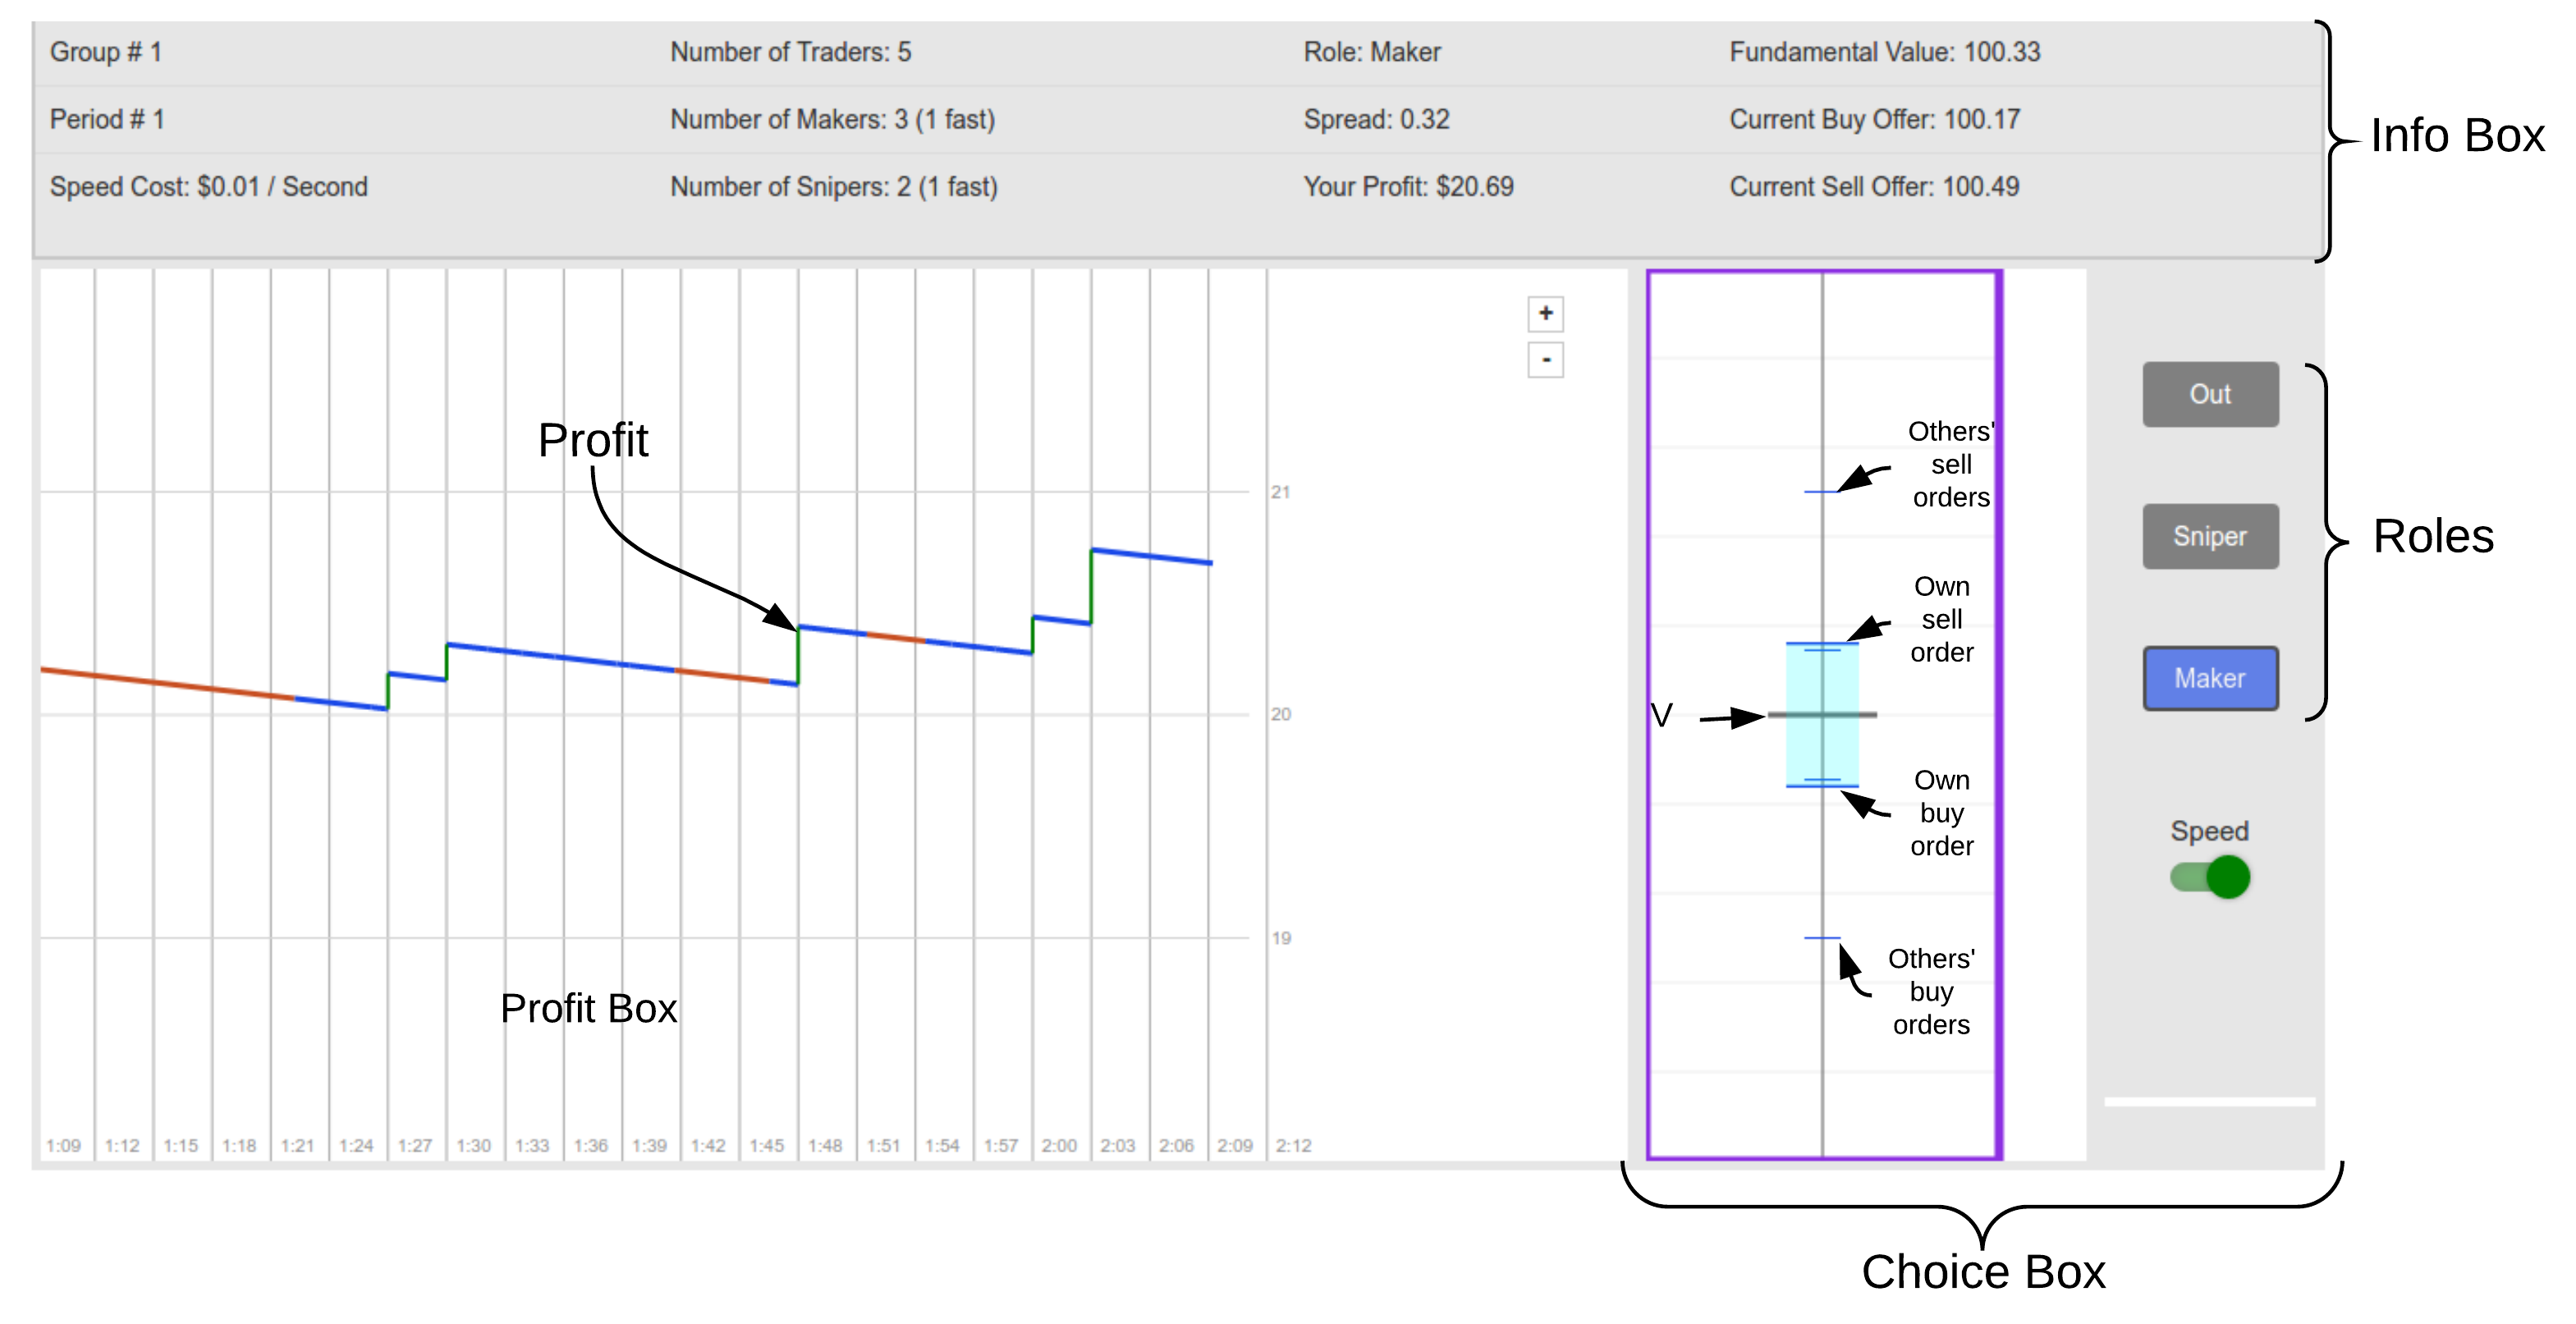 Group # 1
Number of Traders: 5
Role: Maker
Fundamental Value: 100.33
Period # 1
Number of Makers: 3 (1 fast)
Spread: 0.32
Current Buy Offer: 100.17
Speed Cost: $0.01 / Second
Number of Snipers: 2 (1 fast)
Your Profit: $20.69
Current Sell Offer: 100.49
Info Box
+
-
Profit
21
20
19
Profit Box
1:09
1:12
1:15
1:18
1:21
1:24
1:27
1:30
1:33
1:36
1:39
1:42
1:45
1:48
1:51
1:54
1:57
2:00
2:03
2:06
2:09
2:12
Others'
sell
orders
Own
sell
order
V
Own
buy
order
Others'
buy
orders
Out
Sniper
Maker
Roles
Speed
Choice Box